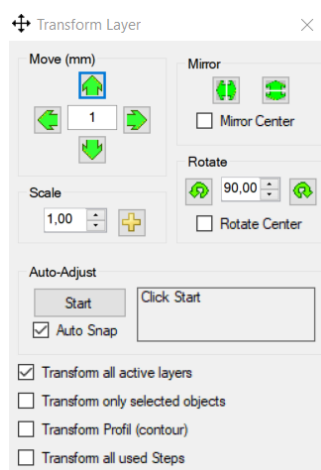 Transform Layer
Move (mm)
1
Mirror
Mirror Center
Rotate
90,00
Rotate Center
Scale
1,00
Auto-Adjust
Start
Click Start
Auto Snap
Transform all active layers
Transform only selected objects
Transform Profil (contour)
Transform all used Steps